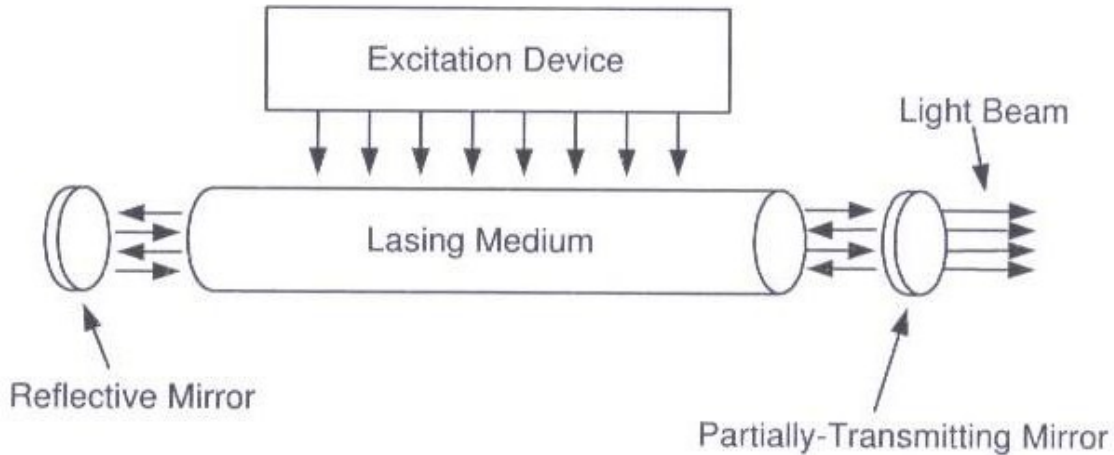 Excitation Device
Light Beam
Lasing Medium
Reflective Mirror
Partially-Transmitting Mirror